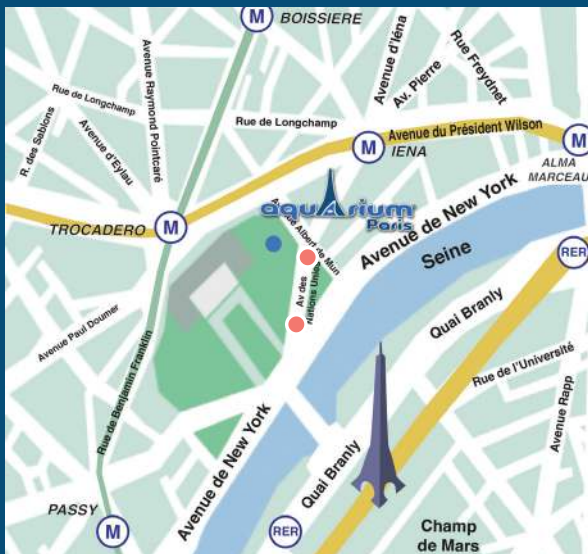 M
BOISSIERE
Avenue d'Iéna
Rue Freydnet
Av. Pierre
Avenue Raymond Pointcaré
Rue de Longchamp
R. des Sablons
Avenue d'Eylau
Rue de Longchamp
Avenue du Président Wilson
M
IENA
M
ALMA
MARCEAU
TROCADERO
M
aquarium
Paris
Avenue Albert de Mun
Avenue de New York
Seine
RER
Av des
Nations Unies
Quai Branly
Avenue Paul Doumer
Rue de Benjamin Franklin
Rue de l'Université
Avenue Rapp
Avenue de New York
Quai Branly
PASSY
M
RER
Champ
de Mars